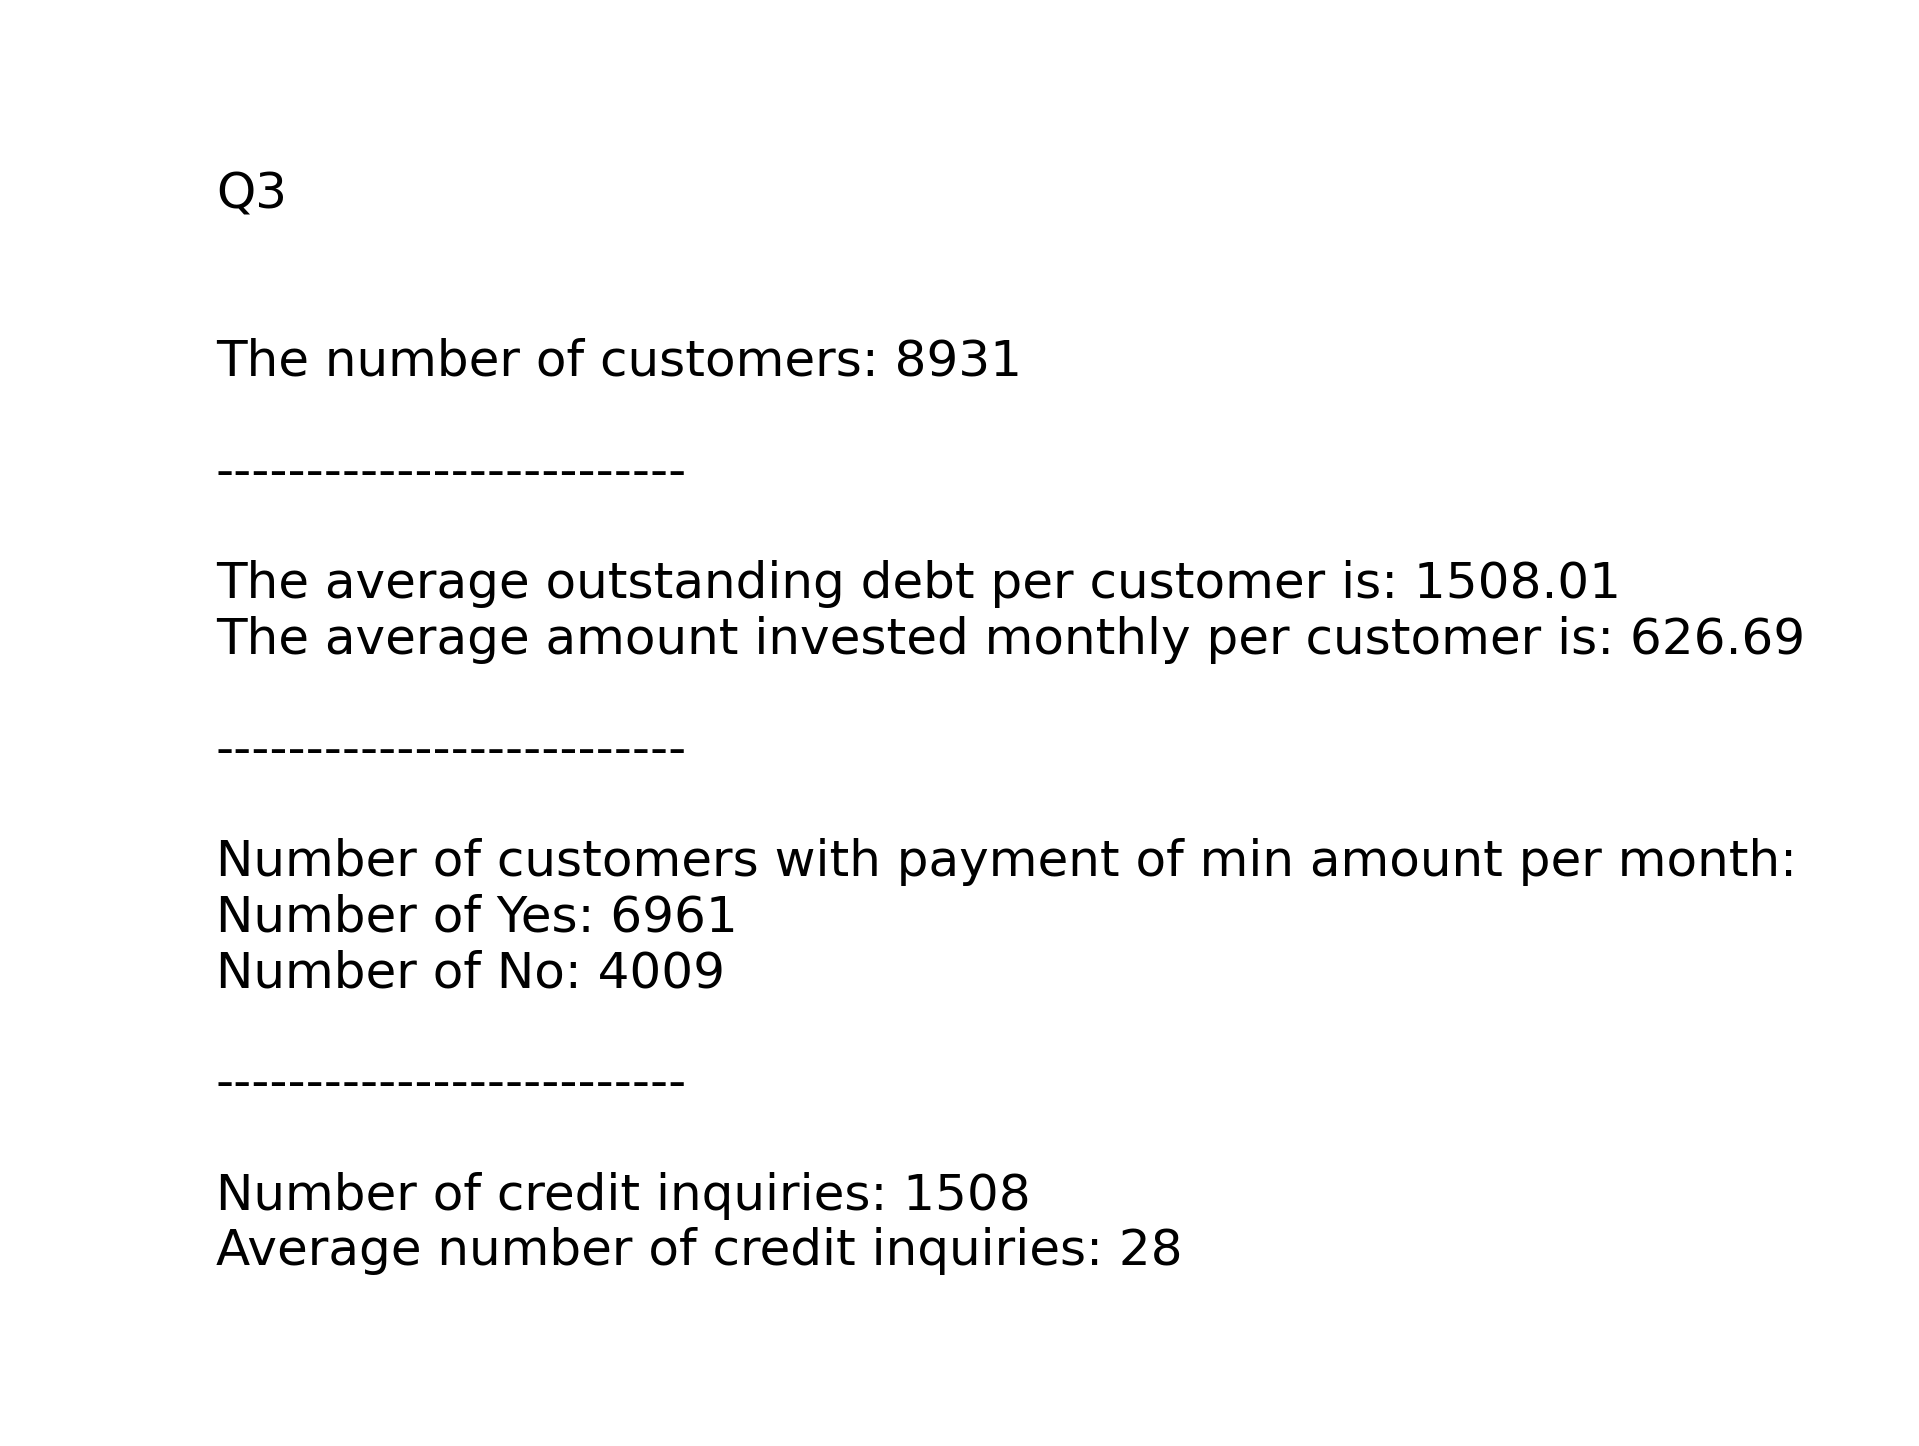 Q3
The number of customers: 8931
--------------------------
The average outstanding debt per customer is: 1508.01
The average amount invested monthly per customer is: 626.69
--------------------------
Number of customers with payment of min amount per month:
Number of Yes: 6961
Number of No: 4009
--------------------------
Number of credit inquiries: 1508
Average number of credit inquiries: 28